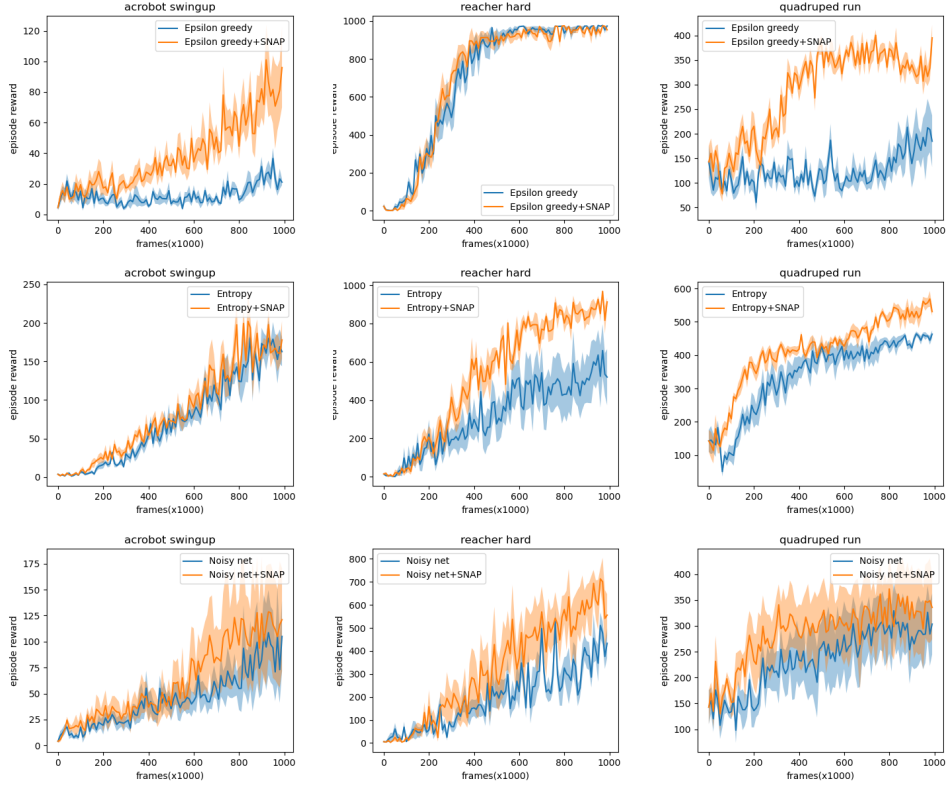 acrobot swingup
120
100
80
60
40
20
0
episode reward
Epsilon greedy
Epsilon greedy+SNAP
0 200 400 600 800 1000
frames(x1000)
reacher hard
1000
800
600
400
200
0
episode reward
Epsilon greedy
Epsilon greedy+SNAP
0 200 400 600 800 1000
frames(x1000)
quadruped run
400
350
300
250
200
150
100
50
episode reward
Epsilon greedy
Epsilon greedy+SNAP
0 200 400 600 800 1000
frames(x1000)
acrobot swingup
250
200
150
100
50
0
episode reward
Entropy
Entropy+SNAP
0 200 400 600 800 1000
frames(x1000)
reacher hard
1000
800
600
400
200
0
episode reward
Entropy
Entropy+SNAP
0 200 400 600 800 1000
frames(x1000)
quadruped run
600
500
400
300
200
100
episode reward
Entropy
Entropy+SNAP
0 200 400 600 800 1000
frames(x1000)
acrobot swingup
175
150
125
100
75
50
25
0
episode reward
Noisy net
Noisy net+SNAP
0 200 400 600 800 1000
frames(x1000)
reacher hard
800
700
600
500
400
300
200
100
0
episode reward
Noisy net
Noisy net+SNAP
0 200 400 600 800 1000
frames(x1000)
quadruped run
400
350
300
250
200
150
100
episode reward
Noisy net
Noisy net+SNAP
0 200 400 600 800 1000
frames(x1000)